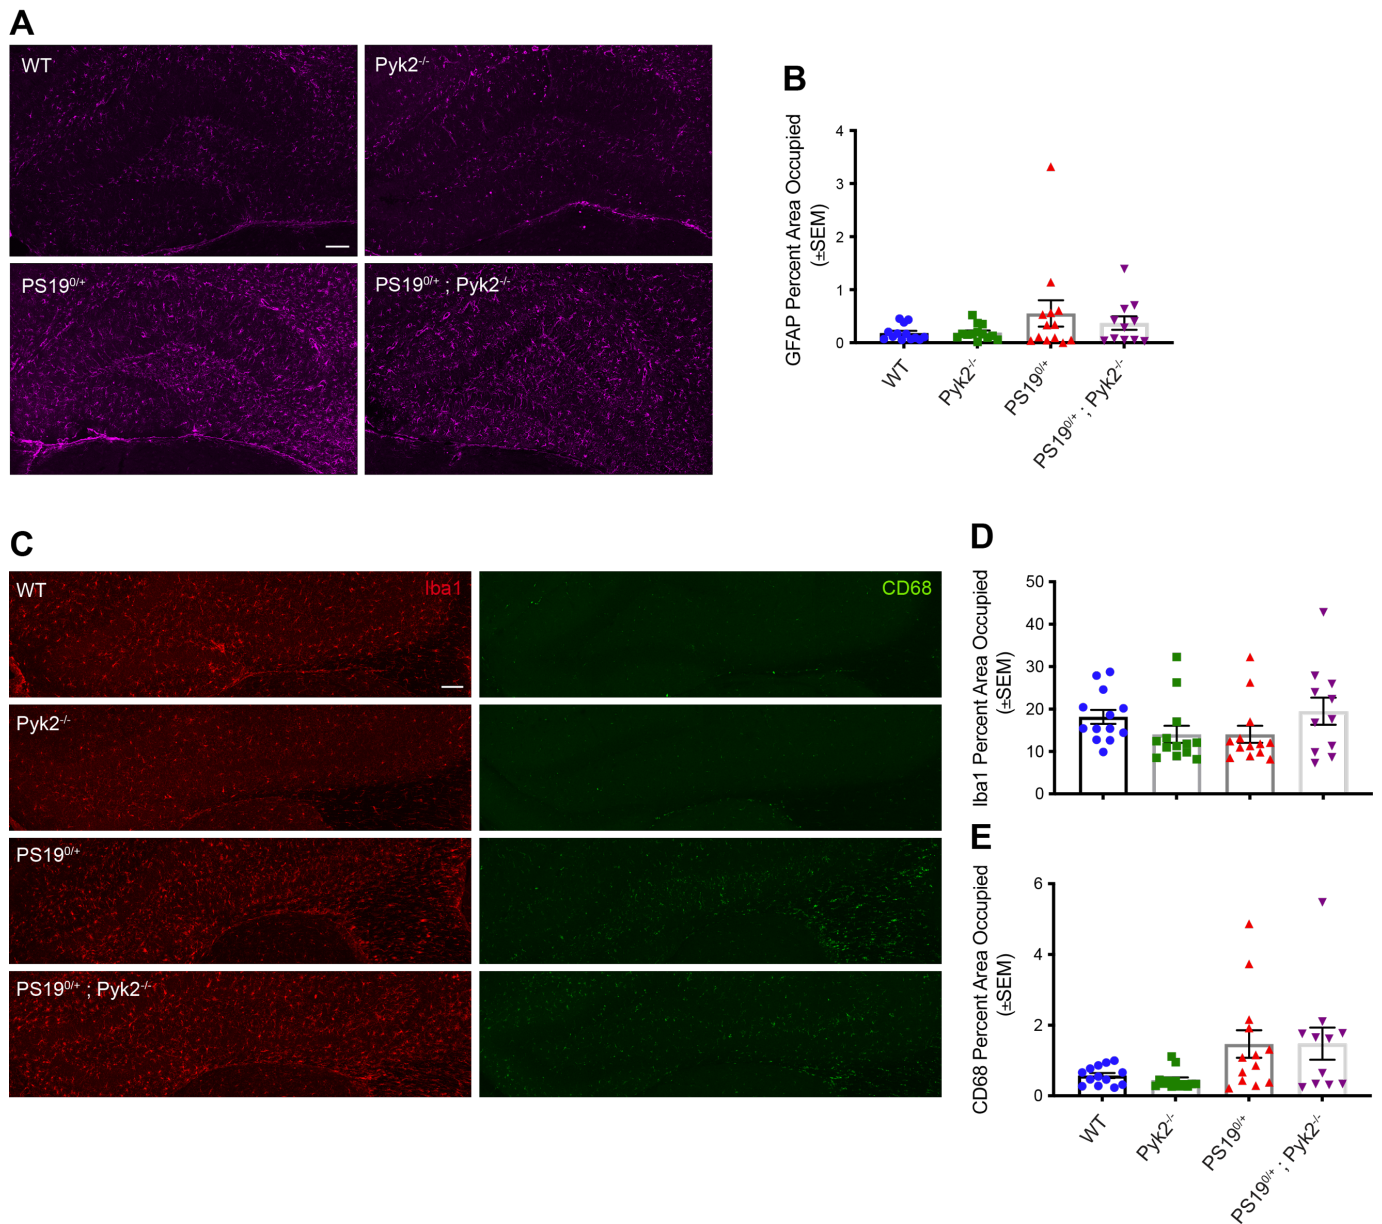 A
WT
Pyk2-/-
PS190/+
PS190/+ ; Pyk2-/-
B
GFAP Percent Area Occupied
(±SEM)
4
3
2
1
0
WT
Pyk2-/-
PS190/+
PS190/+ ; Pyk2-/-
C
WT
Iba1
CD68
Pyk2-/-
PS190/+
PS190/+ ; Pyk2-/-
D
Iba1 Percent Area Occupied
(±SEM)
50
40
30
20
10
0
E
CD68 Percent Area Occupied
(±SEM)
6
4
2
0
WT
Pyk2-/-
PS190/+
PS190/+ ; Pyk2-/-